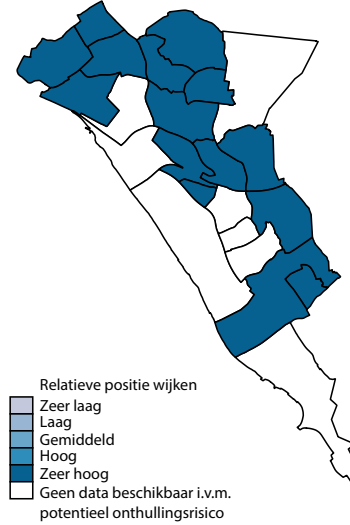 Relatieve positie wijken
Zeer laag
Laag
Gemiddeld
Hoog
Zeer hoog
Geen data beschikbaar i.v.m.
potentieel onthullingsrisico